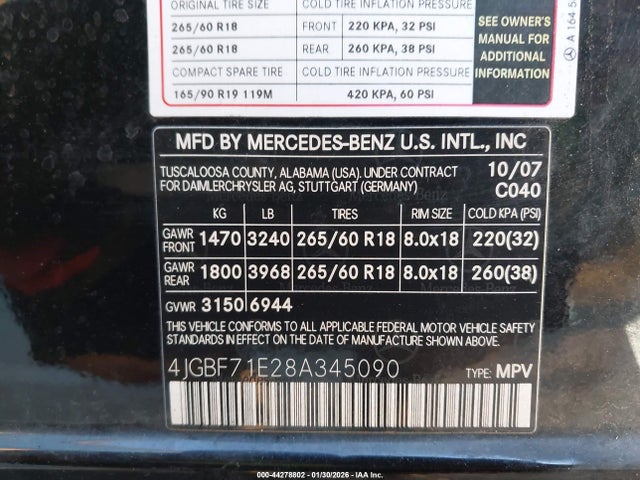 ORIGINAL TIRE SIZE COLD TIRE INFLATION PRESSURE
265/60 R18 FRONT 220 KPA, 32 PSI
265/60 R18 REAR 260 KPA, 38 PSI
COMPACT SPARE TIRE COLD TIRE INFLATION PRESSURE
165/90 R19 119M 420 KPA, 60 PSI
SEE OWNER'S
MANUAL FOR
ADDITIONAL
INFORMATION
A 164 5
MFD BY MERCEDES-BENZ U.S. INTL., INC
TUSCALOOSA COUNTY, ALABAMA (USA). UNDER CONTRACT 10/07
FOR DAIMLERCHRYSLER AG, STUTTGART (GERMANY) C040
KG LB TIRES RIM SIZE COLD KPA (PSI)
GAWR FRONT 1470 3240 265/60 R18 8.0x18 220(32)
GAWR REAR 1800 3968 265/60 R18 8.0x18 260(38)
GVWR 3150 6944
THIS VEHICLE CONFORMS TO ALL APPLICABLE FEDERAL MOTOR VEHICLE SAFETY
STANDARDS IN EFFECT ON THE DATE OF MANUFACTURE SHOWN ABOVE.
4JGBF71E28A345090 TYPE: MPV
000-44278802 - 01/30/2026 - IAA Inc.